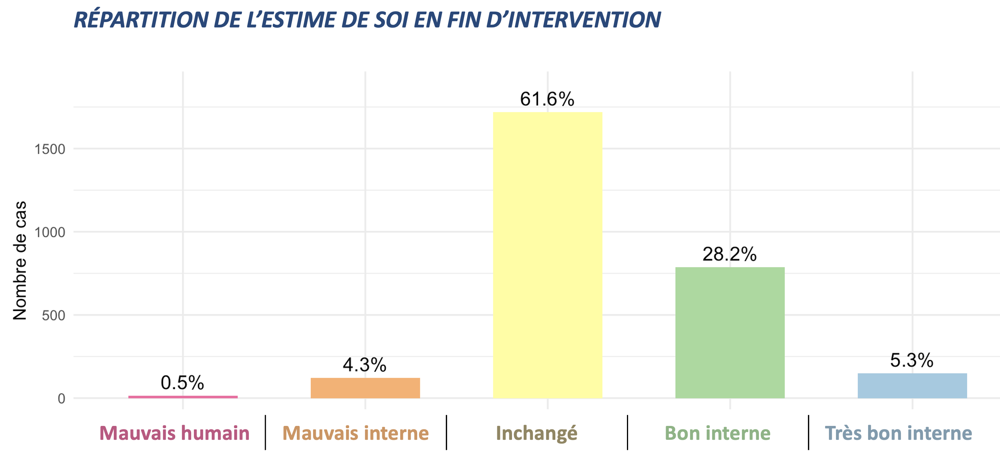 RÉPARTITION DE L’ESTIME DE SOI EN FIN D’INTERVENTION
61.6%
1500
Nombre de cas
1000
28.2%
500
5.3%
4.3%
0.5%
0
Mauvais humain
Mauvais interne
Inchangé
Bon interne
Très bon interne